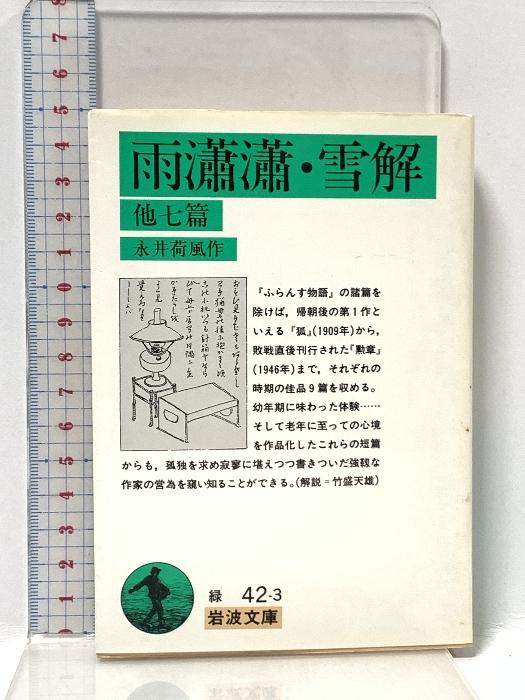 雨瀟瀟・雪解
他七篇
永井荷風作
『ふらんす物語』の諸篇を
除けば，帰朝後の第1作と
いえる『狐』(1909年)から，
敗戦直後刊行された『勲章』
(1946年)まで，それぞれの
時期の佳品9篇を収める。
幼年期に味わった体験……
そして老年に至っての心境
を作品化したこれらの短篇
からも，孤独を求め寂寥に堪えつつ書きついだ強靱な
作家の営為を窺い知ることができる。(解説＝竹盛天雄)
緑 42-3
岩波文庫